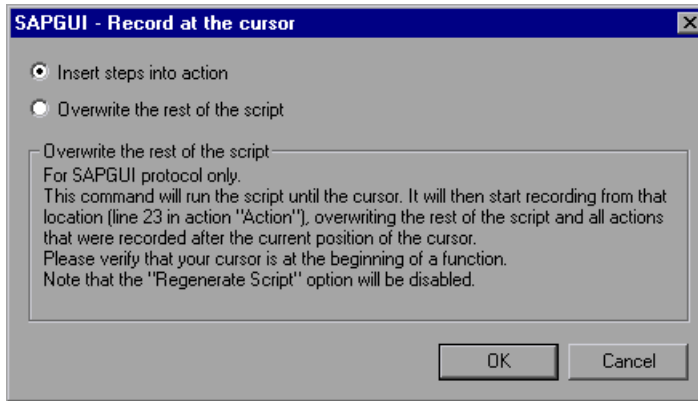 SAPGUI - Record at the cursor
Insert steps into action
Overwrite the rest of the script
Overwrite the rest of the script
For SAPGUI protocol only.
This command will run the script until the cursor. It will then start recording from that
location (line 23 in action "Action"), overwriting the rest of the script and all actions
that were recorded after the current position of the cursor.
Please verify that your cursor is at the beginning of a function.
Note that the "Regenerate Script" option will be disabled.
OK
Cancel